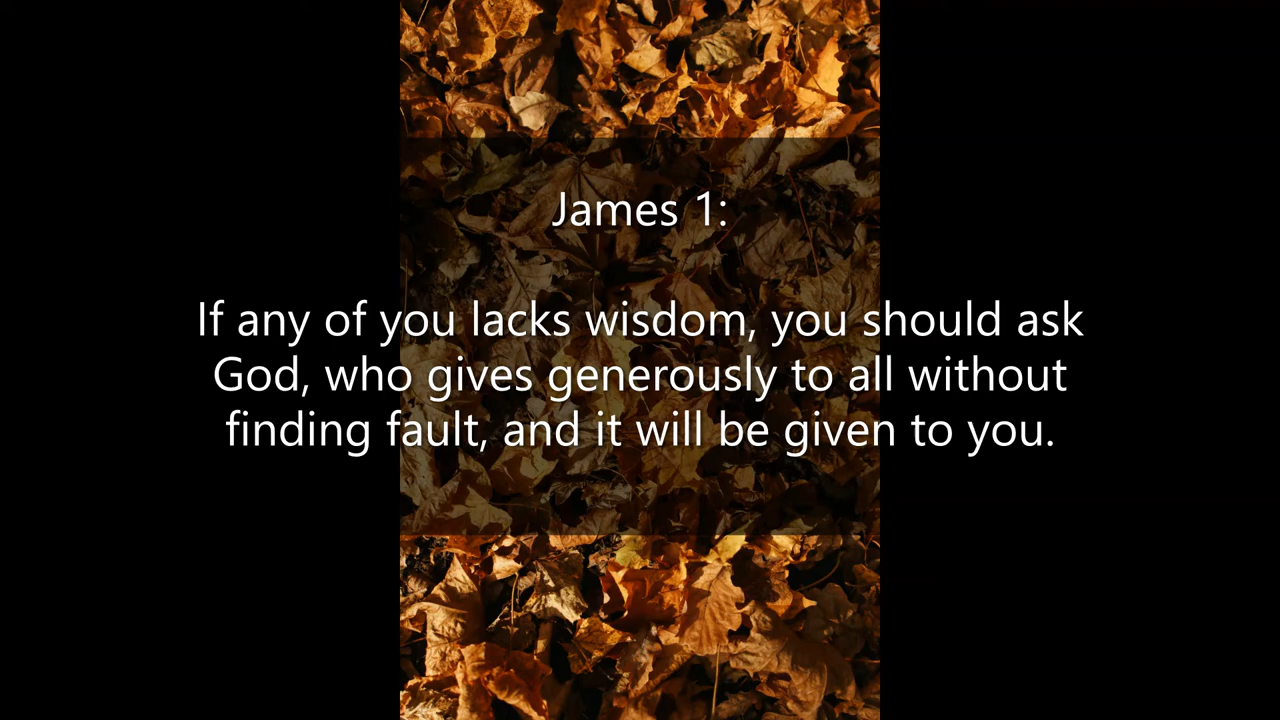 James 1:
If any of you lacks wisdom, you should ask
God, who gives generously to all without
finding fault, and it will be given to you.